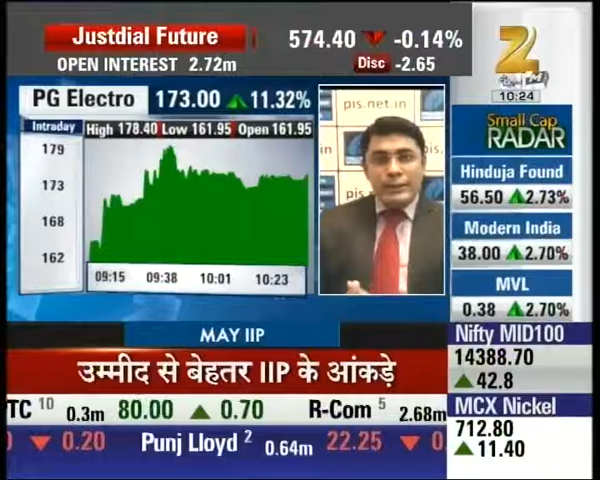 Justdial Future
574.40 -0.14%
OPEN INTEREST 2.72m
Disc -2.65
Z
10:24
PG Electro 173.00 11.32%
Intraday High 178.40 Low 161.95 Open 161.95
179
173
168
162
09:15 09:38 10:01 10:23
pis.net.in
pis.
pis.n
Small Cap
RADAR
Hinduja Found
56.50 2.73%
Modern India
38.00 2.70%
MVL
0.38 2.70%
MAY IIP
उम्मीद से बेहतर IIP के आंकड़े
Nifty MID100
14388.70
42.8
MCX Nickel
712.80
11.40
TC 10 0.3m 80.00 0.70 R-Com 5 2.68m
0.20 Punj Lloyd 2 0.64m 22.25 0.